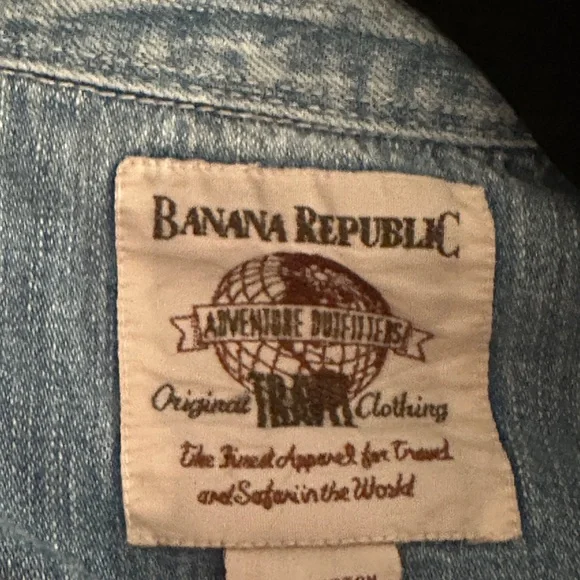 BANANA REPUBLIC
ADVENTURE OUTFITTERS
Original TRAVEL Clothing
The Finest Apparel for Travel
and Safari in the World